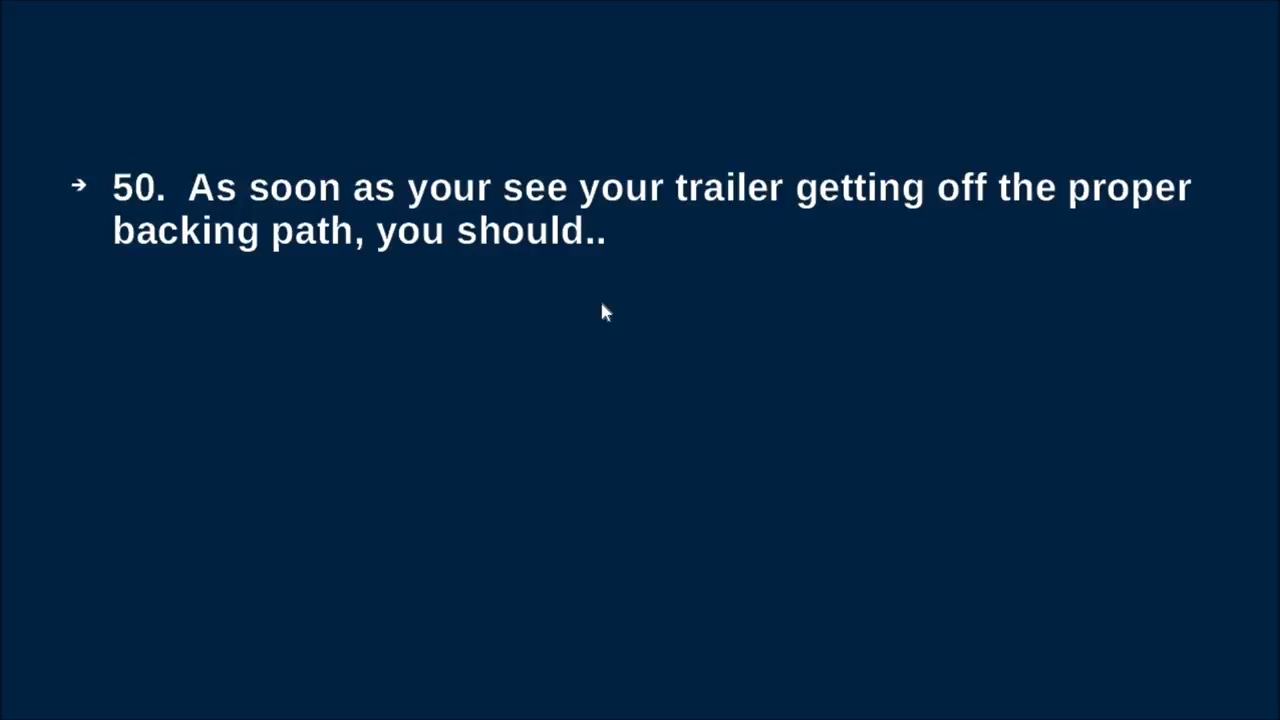 ➔ 50. As soon as your see your trailer getting off the proper
backing path, you should..